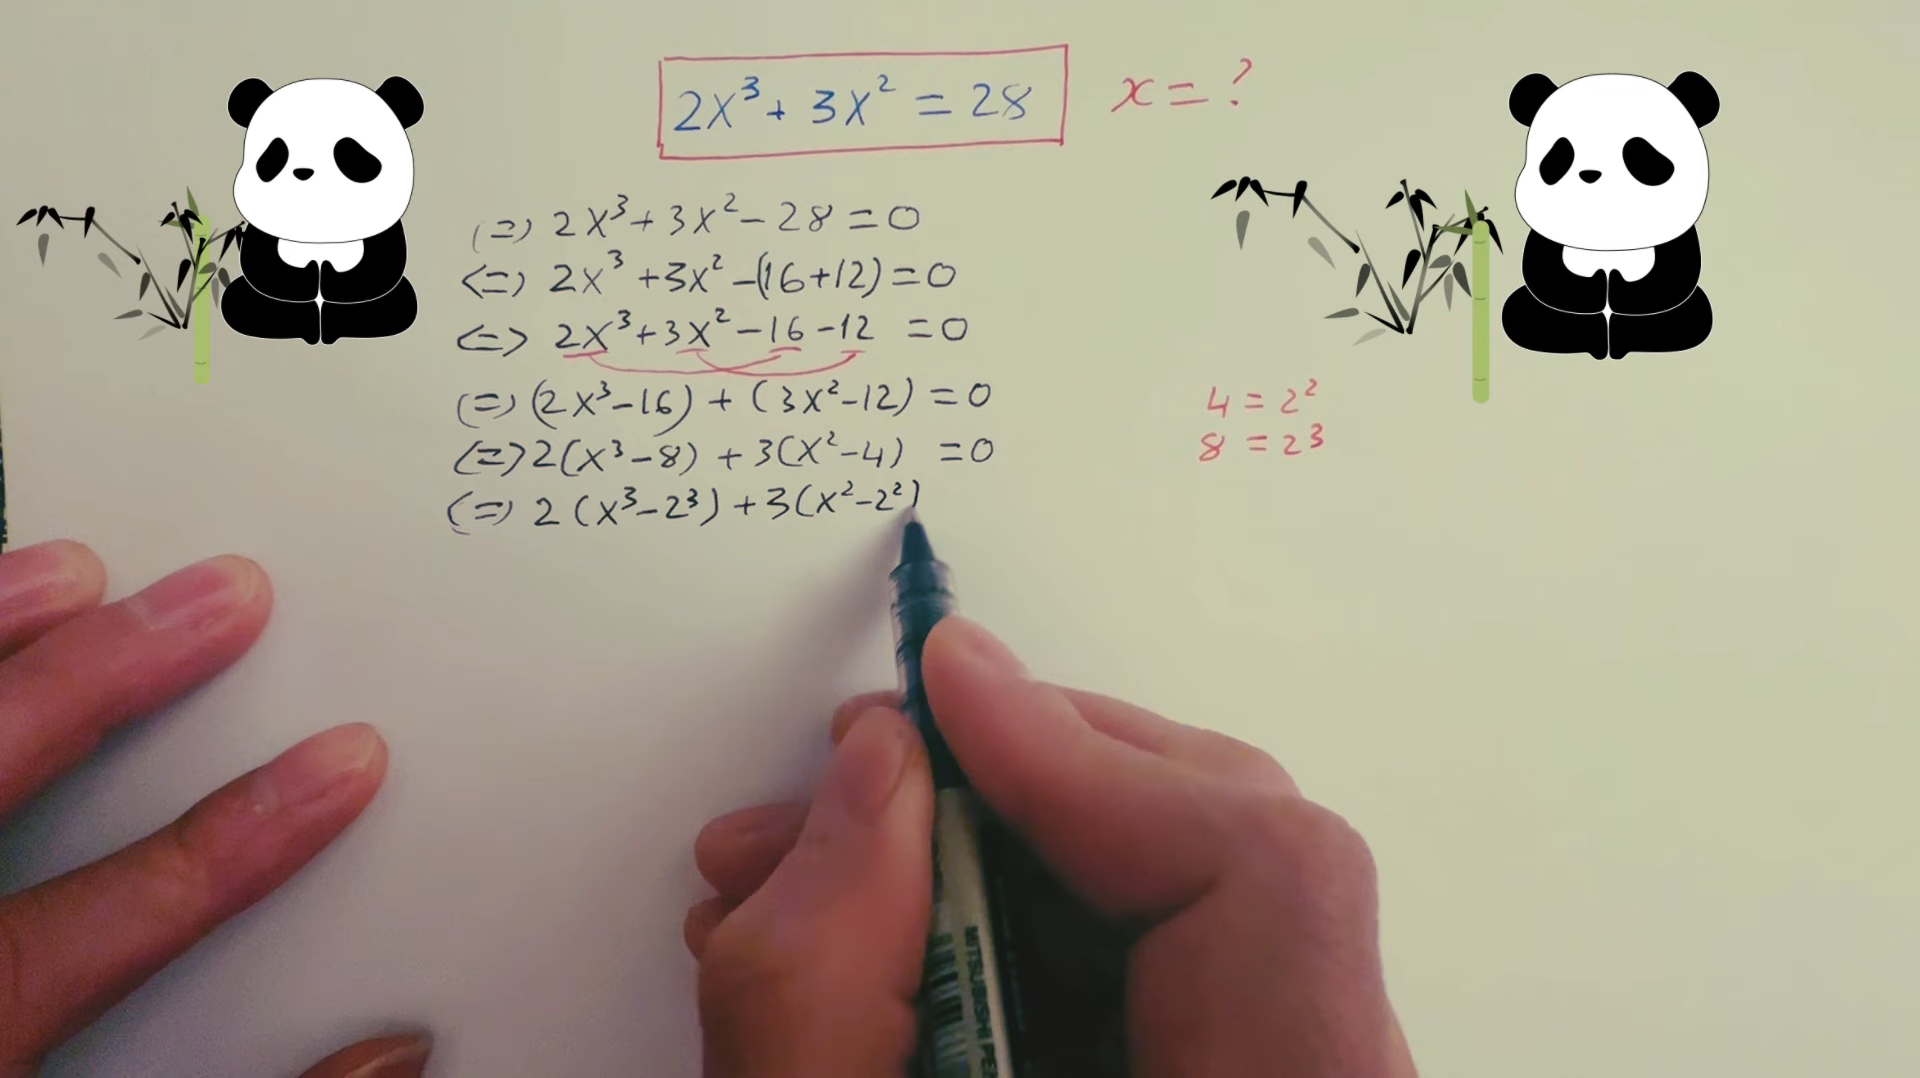 2x³ + 3x² = 28 x = ?
(=) 2x³ + 3x² - 28 = 0
<=> 2x³ + 3x² - (16 + 12) = 0
<=> 2x³ + 3x² - 16 - 12 = 0
(=) (2x³ - 16) + (3x² - 12) = 0
4 = 2²
(=) 2(x³ - 8) + 3(x² - 4) = 0
8 = 2³
(=) 2(x³ - 2³) + 3(x² - 2²)
MITSUBISHI